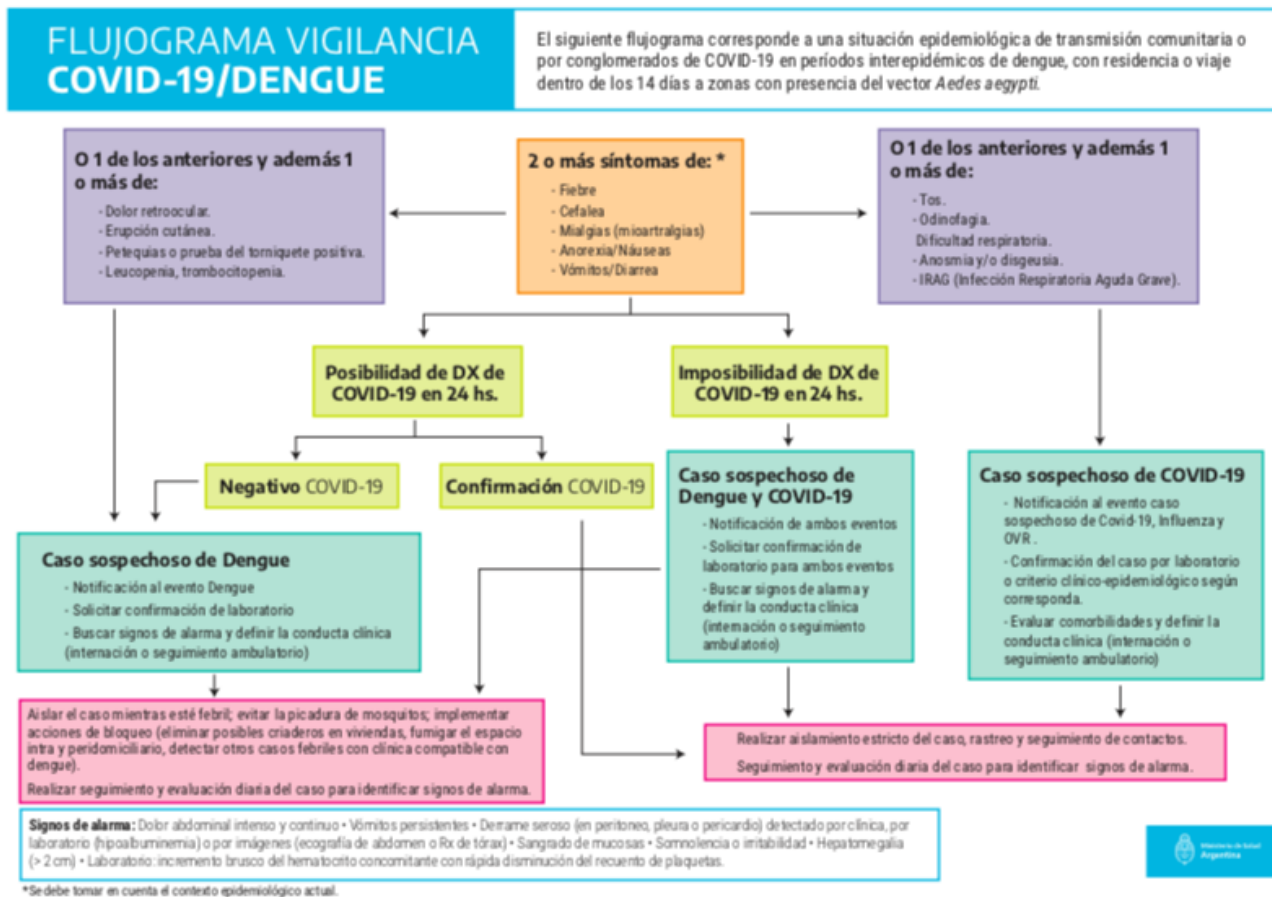 FLUJOGRAMA VIGILANCIA
COVID-19/DENGUE
El siguiente flujograma corresponde a una situación epidemiológica de transmisión comunitaria o
por conglomerados de COVID-19 en períodos interepidémicos de dengue, con residencia o viaje
dentro de los 14 días a zonas con presencia del vector Aedes aegypti.
O 1 de los anteriores y además 1
o más de:
- Dolor retroocular.
- Erupción cutánea.
- Petequias o prueba del torniquete positiva.
- Leucopenia, trombocitopenia.
2 o más síntomas de: *
- Fiebre
- Cefalea
- Mialgias (mioartralgias)
- Anorexia/Náuseas
- Vómitos/Diarrea
O 1 de los anteriores y además 1
o más de:
- Tos.
- Odinofagia.
Dificultad respiratoria.
- Anosmia y/o disgeusia.
- IRAG (Infección Respiratoria Aguda Grave).
Posibilidad de DX de
COVID-19 en 24 hs.
Imposibilidad de DX de
COVID-19 en 24 hs.
Negativo COVID-19
Confirmación COVID-19
Caso sospechoso de
Dengue y COVID-19
- Notificación de ambos eventos
- Solicitar confirmación de
laboratorio para ambos eventos
- Buscar signos de alarma y
definir la conducta clínica
(internación o seguimiento
ambulatorio)
Caso sospechoso de COVID-19
- Notificación al evento caso
sospechoso de Covid-19, Influenza y
OVR .
- Confirmación del caso por laboratorio
o criterio clínico-epidemiológico según
corresponda.
- Evaluar comorbilidades y definir la
conducta clínica (internación o
seguimiento ambulatorio)
Caso sospechoso de Dengue
- Notificación al evento Dengue
- Solicitar confirmación de laboratorio
- Buscar signos de alarma y definir la conducta clínica
(internación o seguimiento ambulatorio)
Aislar el caso mientras esté febril; evitar la picadura de mosquitos; implementar
acciones de bloqueo (eliminar posibles criaderos en viviendas, fumigar el espacio
intra y peridomiciliario, detectar otros casos febriles con clínica compatible con
dengue).
Realizar seguimiento y evaluación diaria del caso para identificar signos de alarma.
Realizar aislamiento estricto del caso, rastreo y seguimiento de contactos.
Seguimiento y evaluación diaria del caso para identificar signos de alarma.
Signos de alarma: Dolor abdominal intenso y continuo • Vómitos persistentes • Derrame seroso (en peritoneo, pleura o pericardio) detectado por clínica, por
laboratorio (hipoalbuminemia) o por imágenes (ecografía de abdomen o Rx de tórax) • Sangrado de mucosas • Somnolencia o irritabilidad • Hepatomegalia
(> 2 cm) • Laboratorio: incremento brusco del hematocrito concomitante con rápida disminución del recuento de plaquetas.
Ministerio de Salud
Argentina
*Se debe tomar en cuenta el contexto epidemiológico actual.